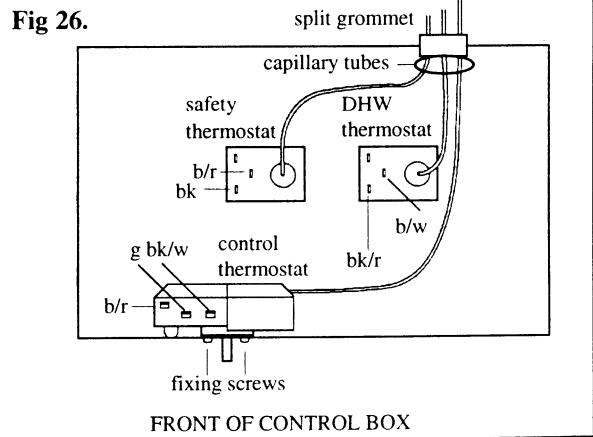 Fig 26.
split grommet
capillary tubes
safety
thermostat
DHW
thermostat
b/r
bk
b/w
bk/r
g bk/w
control
thermostat
b/r
fixing screws
FRONT OF CONTROL BOX